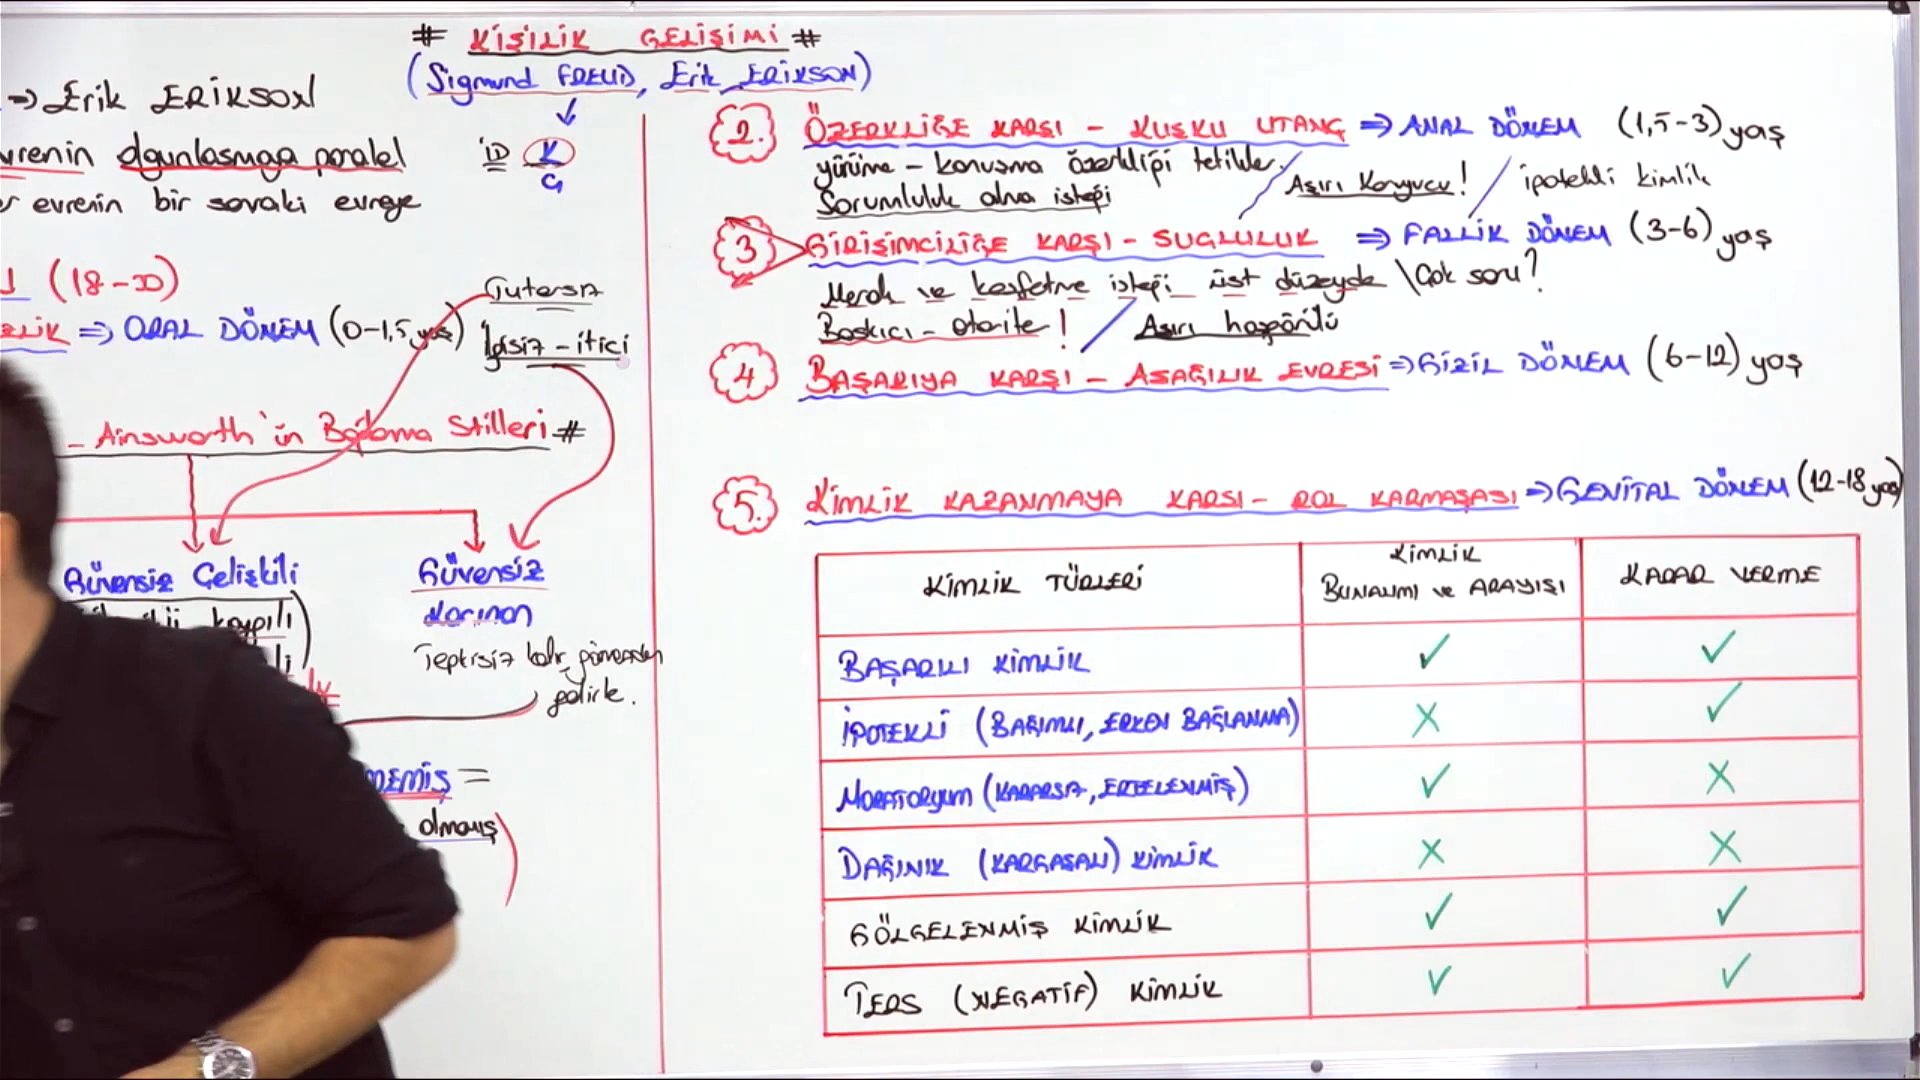 # KİŞİLİK GELİŞİMİ #
(Sigmund FREUD, Erik ERİKSON)
=> Erik ERİKSON
evrenin olgunlaşmaya paralel
evrenin bir sonraki evreye
İD K
G
(18-D)
=> ORAL DÖNEM (0-1,5 yaş)
Tutarsız
İlgisiz - itici
- Ainsworth'ün Bağlama Stilleri #
Güvensiz Çelişkili
kaygılı
Güvensiz
Kaçınan
Tepkisiz kalır, görmezden
gelirle.
olmamış
2. ÖZERKLİĞE KARŞI - KUŞKU UTANÇ => ANAL DÖNEM (1,5-3) yaş
yürüme - konuşma özerkliği tetikler.
Sorumluluk alma isteği
Aşırı Koruyucu! ipotekli kimlik
3 GİRİŞİMCİLİĞE KARŞI - SUÇLULUK => FALLİK DÖNEM (3-6) yaş
Merak ve keşfetme isteği üst düzeyde \ Çok soru?
Baskıcı - otorite! Aşırı hoşgörülü
4 BAŞARIYA KARŞI - AŞAĞILIK EVRESİ => GİZİL DÖNEM (6-12) yaş
5. KİMLİK KAZANMAYA KARŞI - ROL KARMAŞASI => GENİTAL DÖNEM (12-18 yaş)
KİMLİK TÜRLERİ
KİMLİK
BUNALIMI ve ARAYIŞI
KARAR VERME
BAŞARILI KİMLİK ✓ ✓
İPOTEKLİ (BAĞIMLI, ERKEN BAĞLANMA) X ✓
MORATORYUM (KARARSIZ, ERTELENMİŞ) ✓ X
DAĞINIK (KARGAŞALI) KİMLİK X X
GÖLGELENMİŞ KİMLİK ✓ ✓
TERS (NEGATİF) KİMLİK ✓ ✓